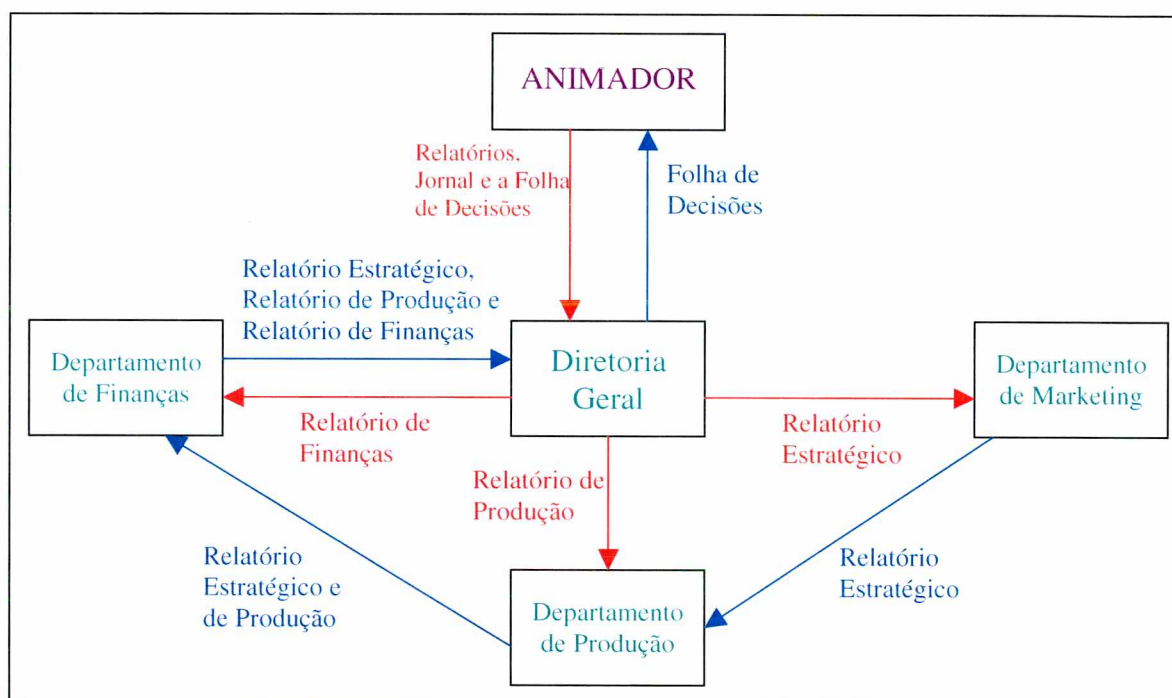 ANIMADOR
Relatórios,
Jornal e a Folha
de Decisões
Folha de
Decisões
Relatório Estratégico,
Relatório de Produção e
Relatório de Finanças
Departamento
de Finanças
Diretoria
Geral
Departamento
de Marketing
Relatório de
Finanças
Relatório
Estratégico
Relatório de
Produção
Relatório
Estratégico e
de Produção
Relatório
Estratégico
Departamento
de Produção